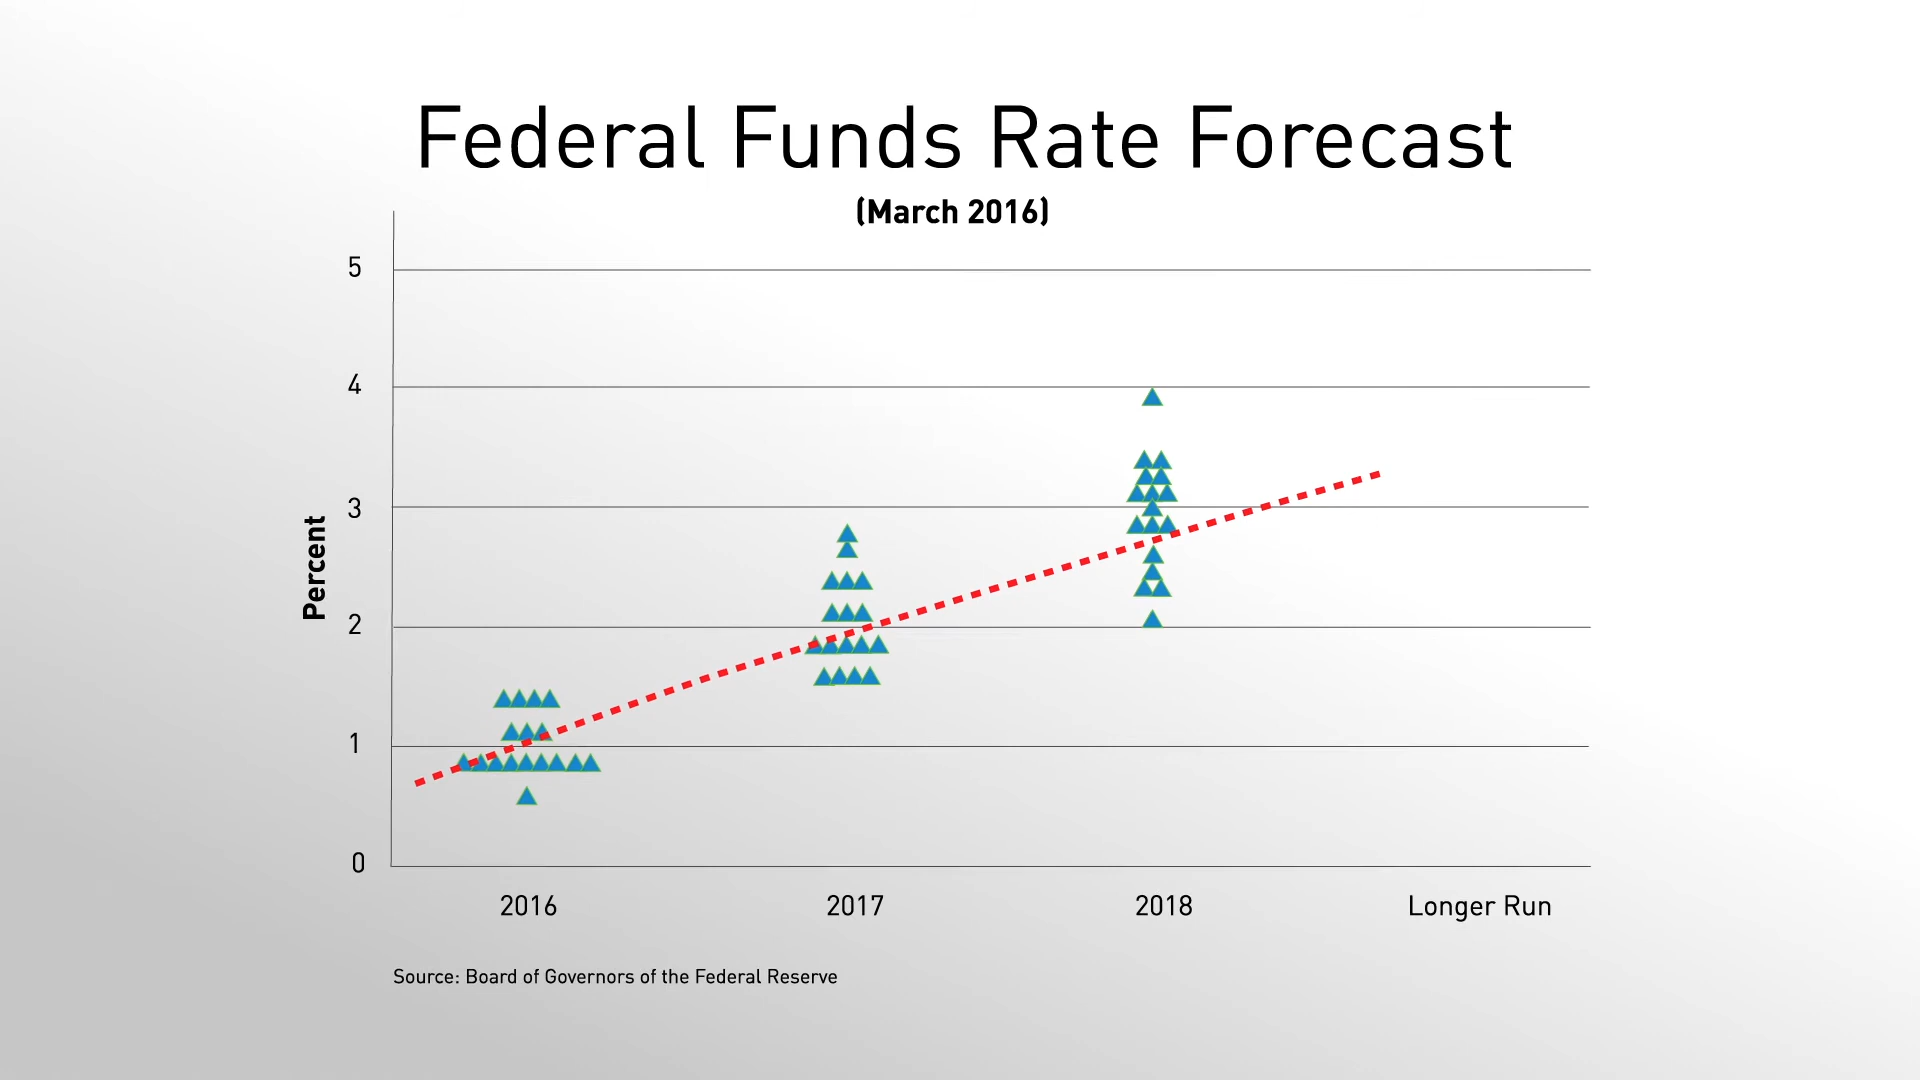 Federal Funds Rate Forecast
(March 2016)
5
4
3
2
1
0
Percent
2016 2017 2018 Longer Run
Source: Board of Governors of the Federal Reserve